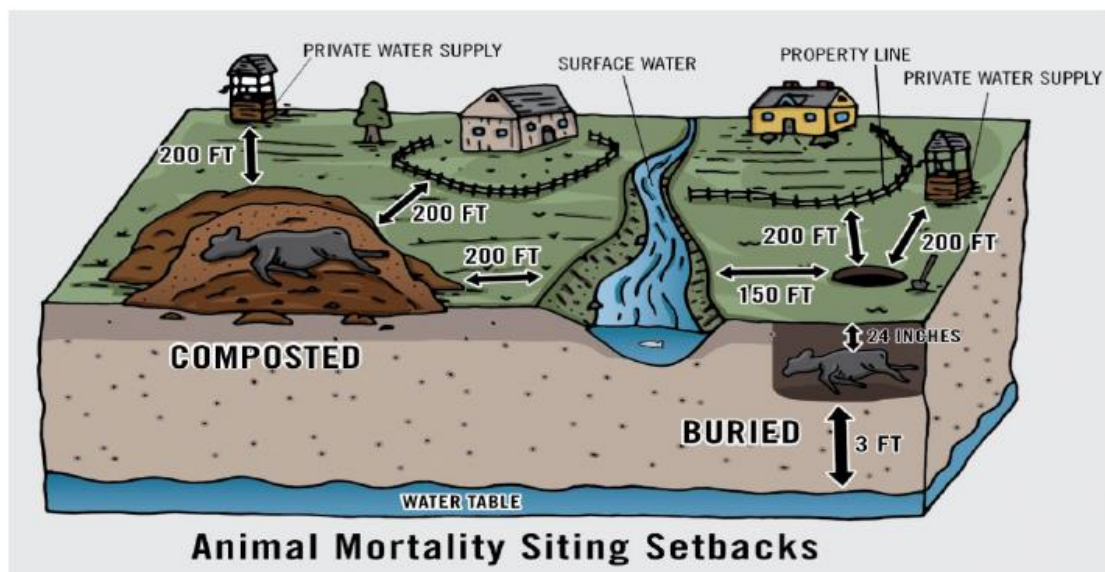 PRIVATE WATER SUPPLY
SURFACE WATER
PROPERTY LINE
PRIVATE WATER SUPPLY
200 FT
200 FT
200 FT
200 FT
200 FT
150 FT
24 INCHES
COMPOSTED
BURIED
3 FT
WATER TABLE
Animal Mortality Siting Setbacks